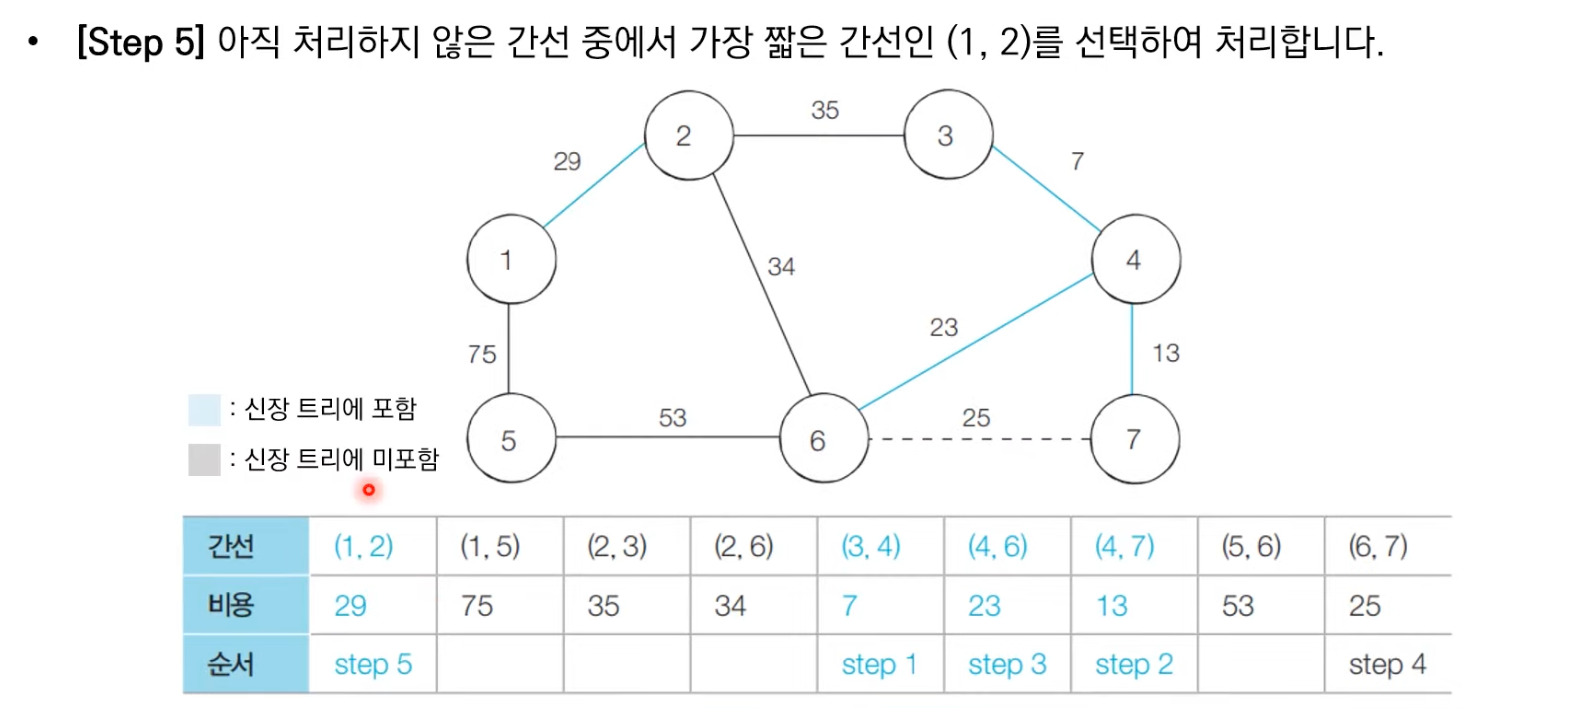 • [Step 5] 아직 처리하지 않은 간선 중에서 가장 짧은 간선인 (1, 2)를 선택하여 처리합니다.
35
2
3
29
7
1
4
34
23
75
13
: 신장 트리에 포함
53
25
5
6
7
: 신장 트리에 미포함
간선 (1, 2) (1, 5) (2, 3) (2, 6) (3, 4) (4, 6) (4, 7) (5, 6) (6, 7)
비용 29 75 35 34 7 23 13 53 25
순서 step 5 step 1 step 3 step 2 step 4